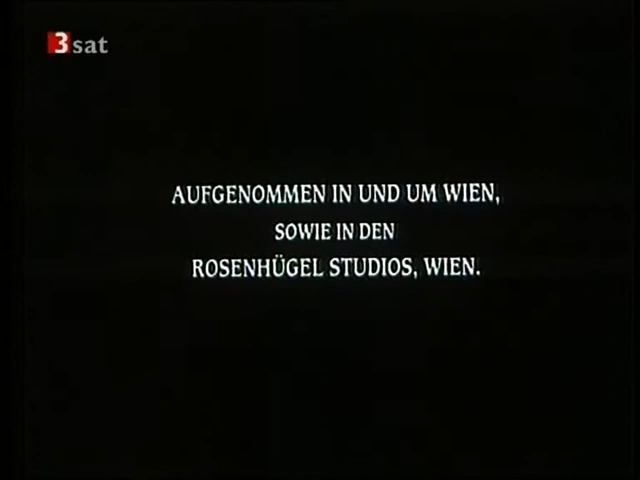 3sat
AUFGENOMMEN IN UND UM WIEN,
SOWIE IN DEN
ROSENHÜGEL STUDIOS, WIEN.